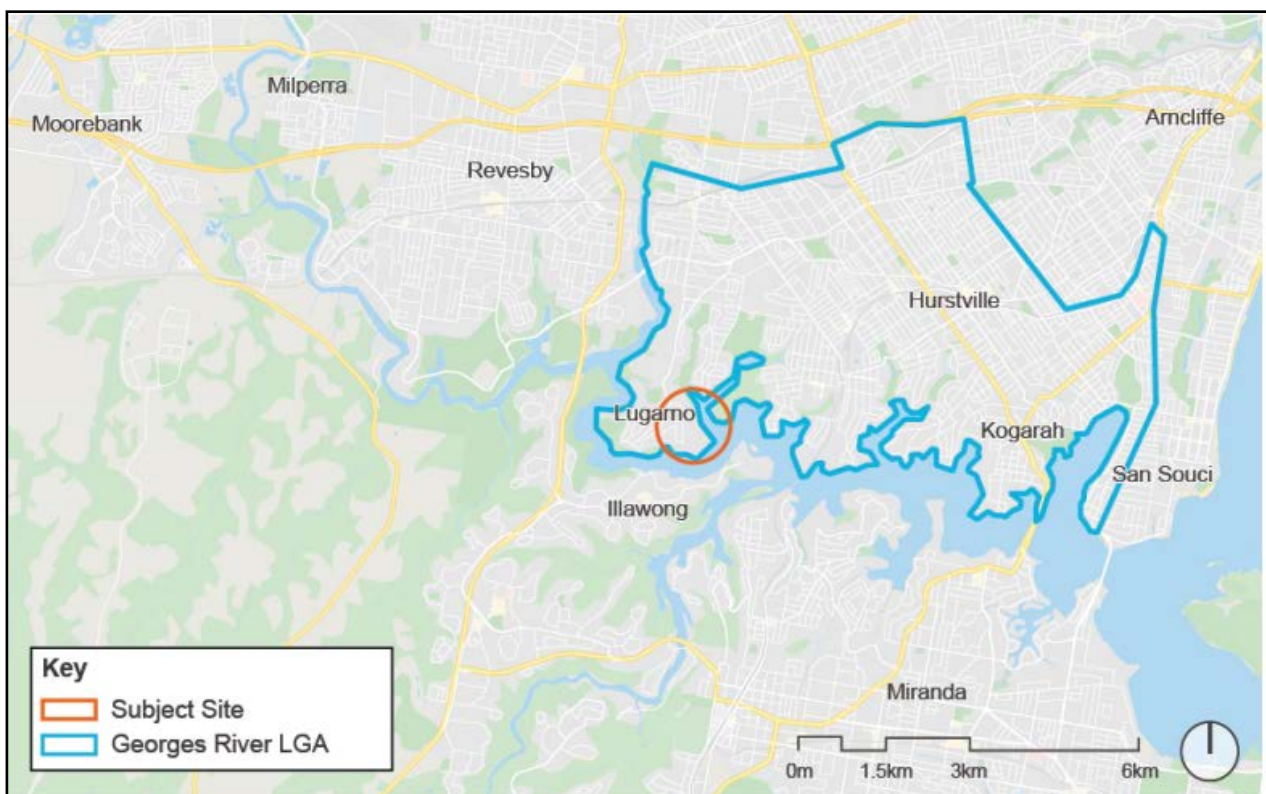 Milperra
Moorebank
Arncliffe
Revesby
Hurstville
Lugarno
Kogarah
San Souci
Illawong
Miranda
Key
Subject Site
Georges River LGA
0m 1.5km 3km 6km